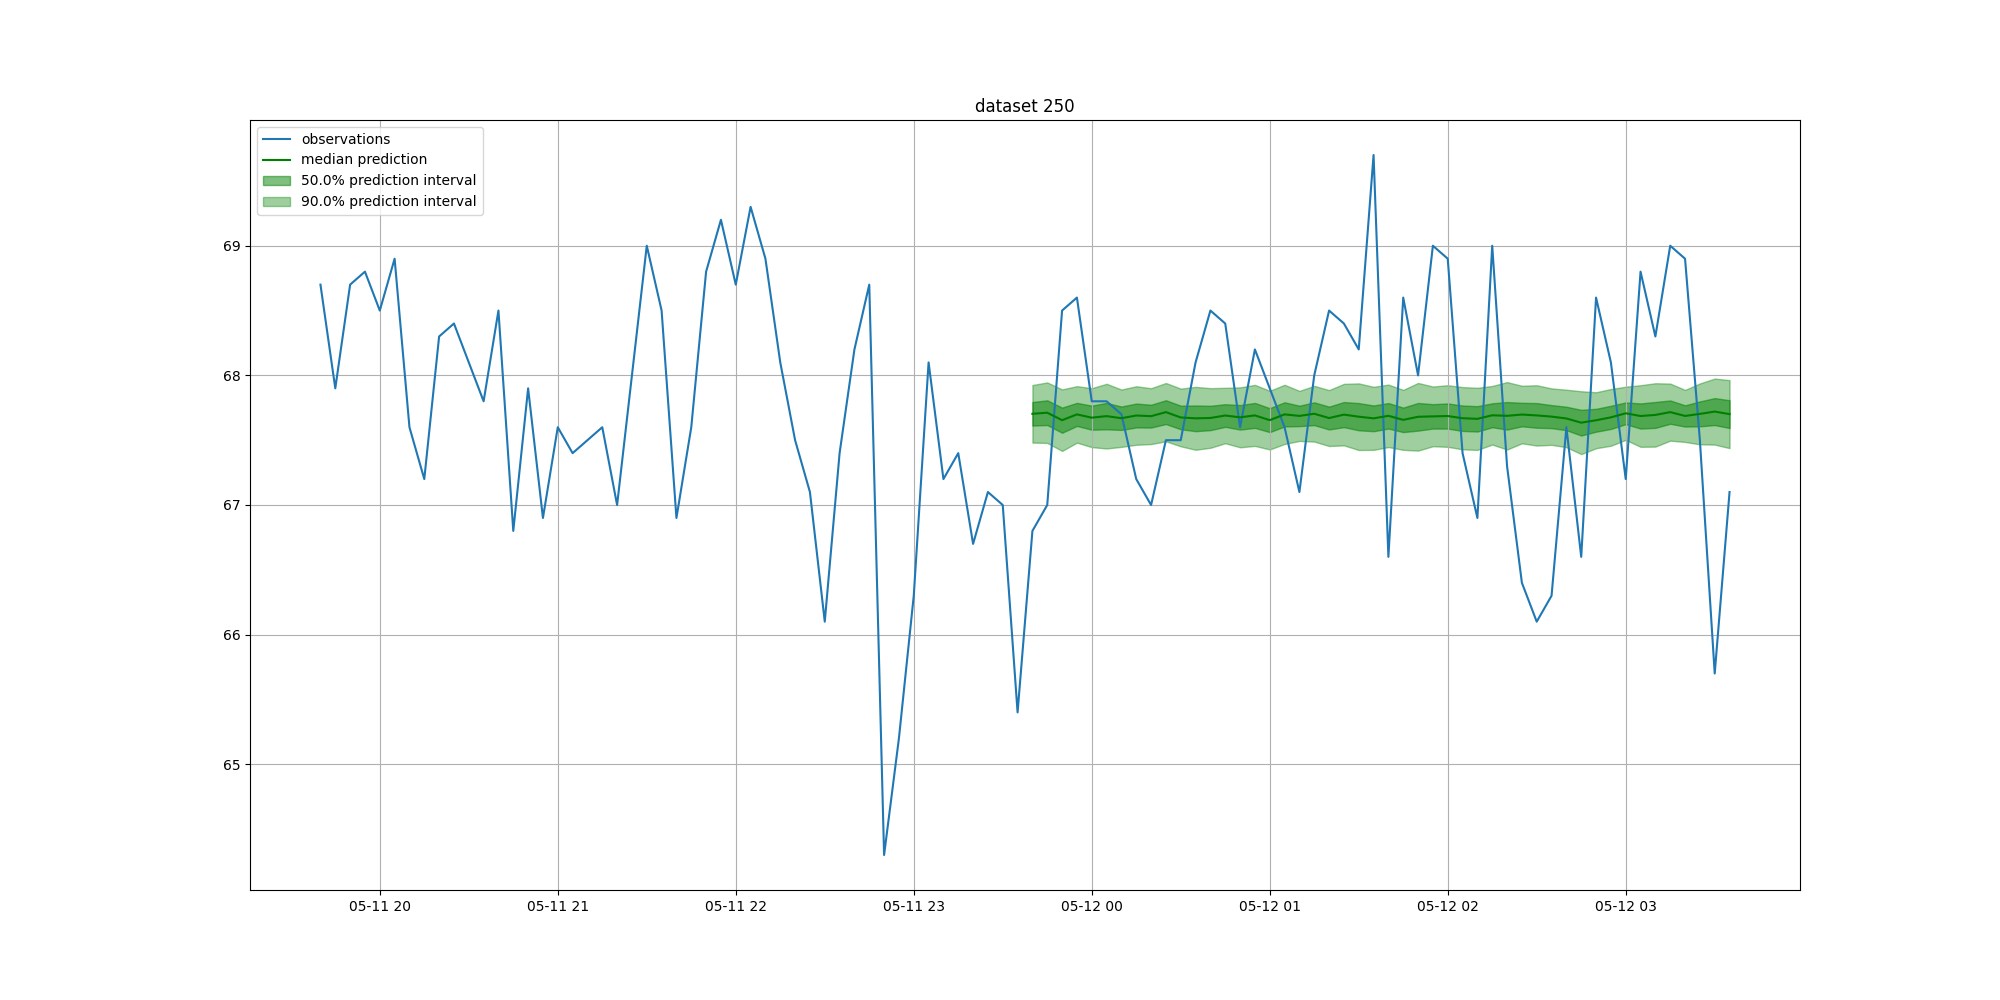 dataset 250
observations
median prediction
50.0% prediction interval
90.0% prediction interval
69
68
67
66
65
05-11 20
05-11 21
05-11 22
05-11 23
05-12 00
05-12 01
05-12 02
05-12 03